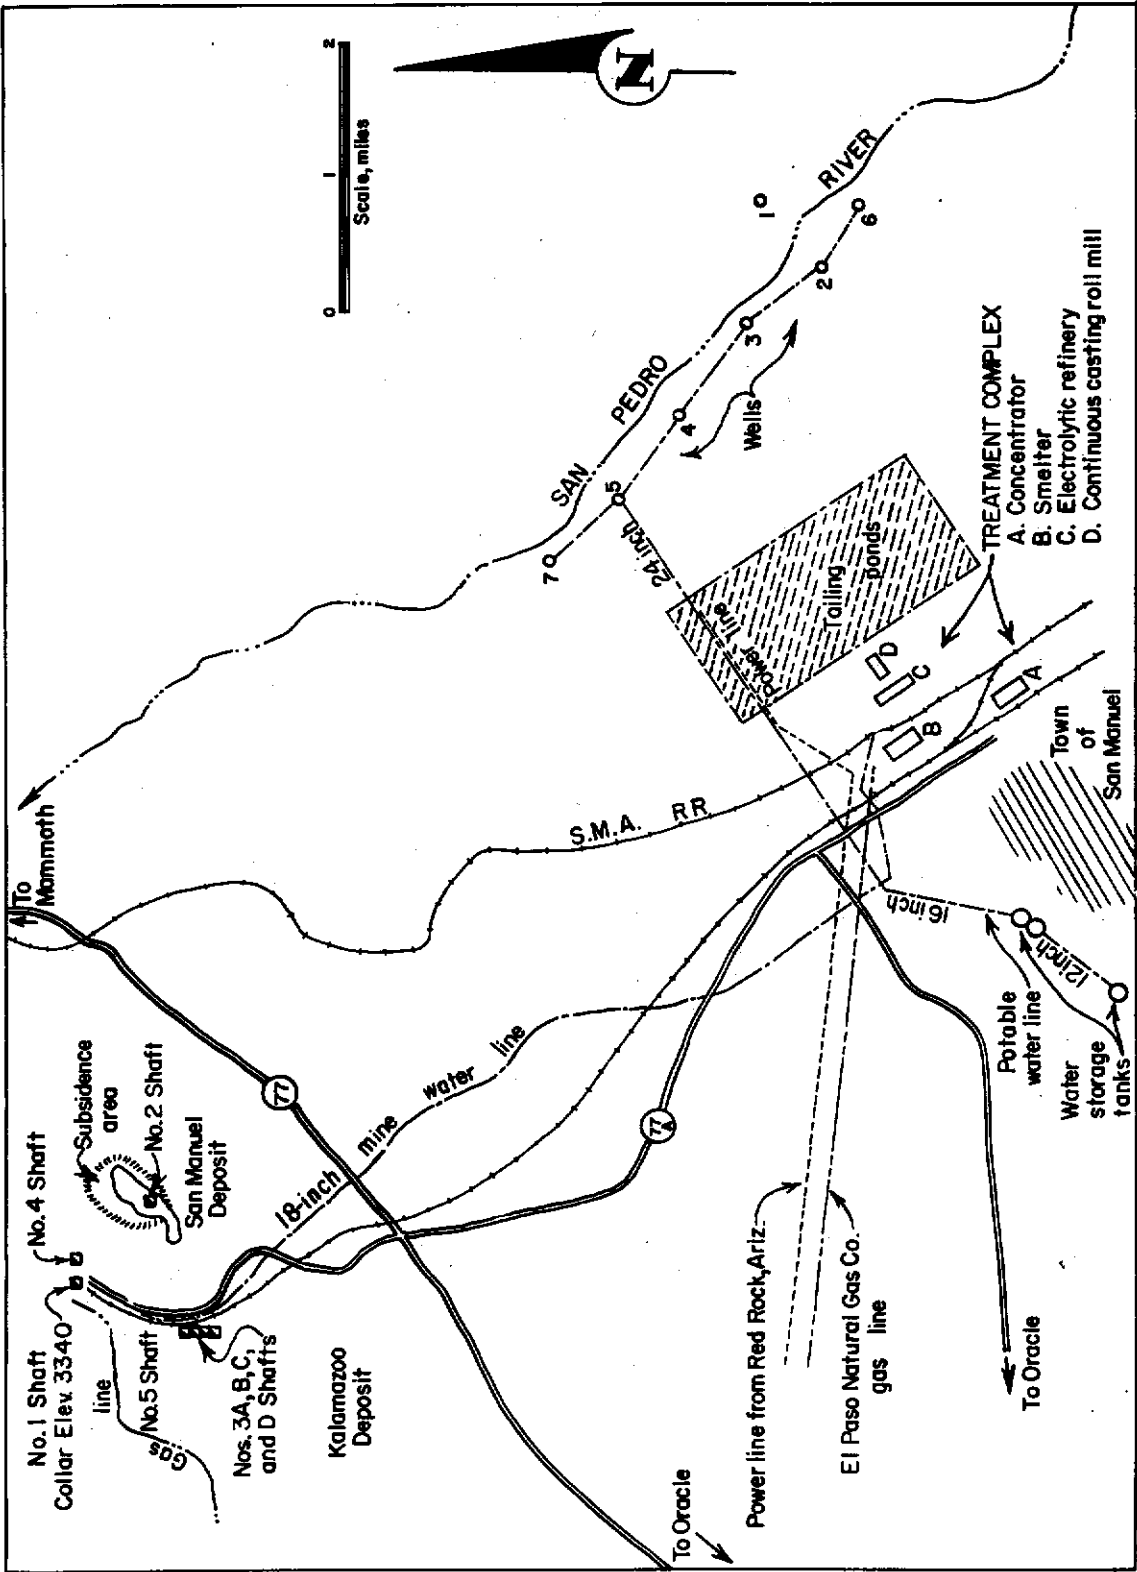 No. 1 Shaft
Collar Elev. 3340
No. 4 Shaft
Subsidence
area
No. 2 Shaft
San Manuel
Deposit
To
Mammoth
77
Gas
line
No. 5 Shaft
Nos. 3A, B, C,
and D Shafts
Kalamazoo
Deposit
18-inch mine water line
S.M.A. RR
77
A
To Oracle
Power line from Red Rock, Ariz.
El Paso Natural Gas Co.
gas line
To Oracle
16 inch
12 inch
Potable
water line
Water
storage
tanks
Town
of
San Manuel
SAN PEDRO RIVER
7
5
4
3
2
6
1
Wells
24 inch
Power line
Tailing
ponds
A
B
C
D
TREATMENT COMPLEX
A. Concentrator
B. Smelter
C. Electrolytic refinery
D. Continuous casting roll mill
0 1 2
Scale, miles
N